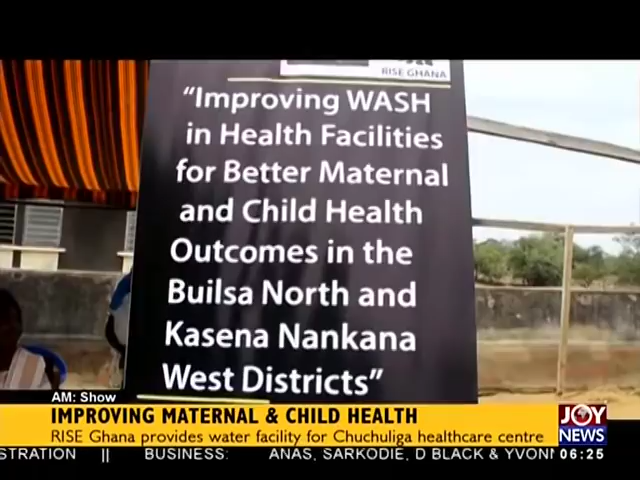 RISE GHANA
"Improving WASH
in Health Facilities
for Better Maternal
and Child Health
Outcomes in the
Builsa North and
Kasena Nankana
West Districts"
AM: Show
IMPROVING MATERNAL & CHILD HEALTH
RISE Ghana provides water facility for Chuchuliga healthcare centre
JOY
NEWS
STRATION || BUSINESS: ANAS, SARKODIE, D BLACK & YVONN 06:25